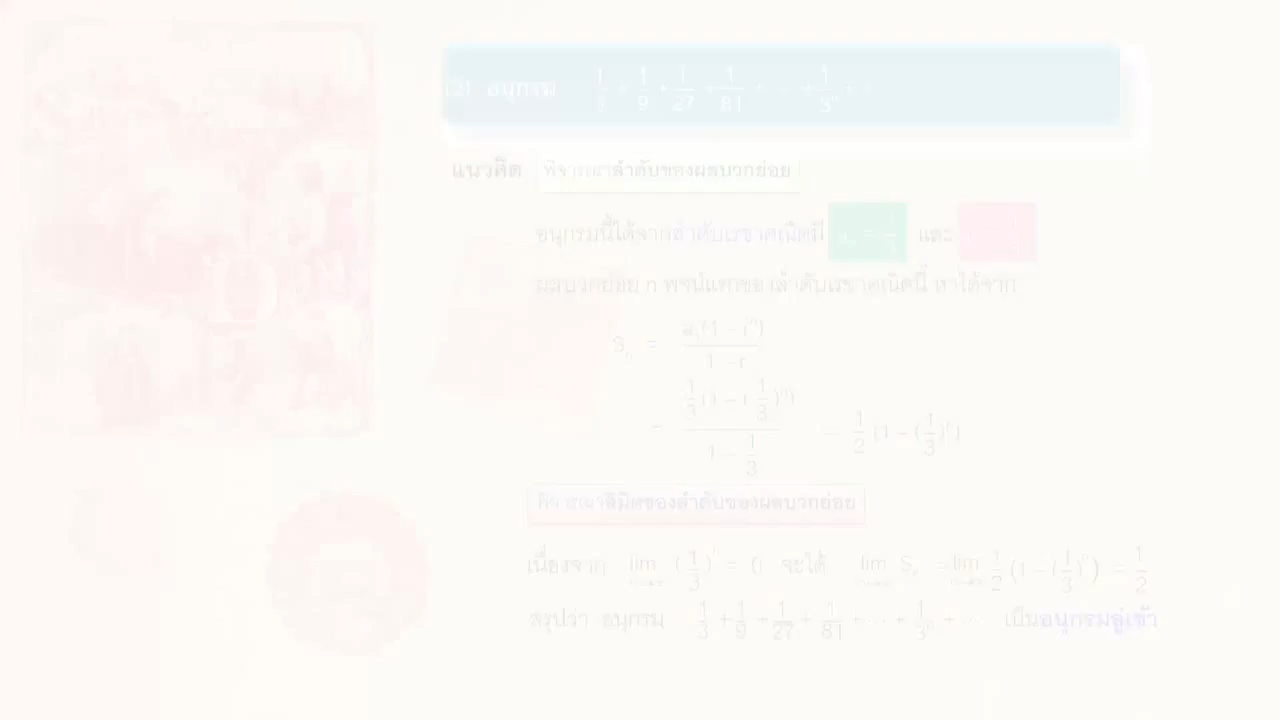 (2) อนุกรม 1/3 + 1/9 + 1/27 + 1/81 + ... + 1/3ⁿ + ...
แนวคิด พิจารณาลำดับของผลบวกย่อย
อนุกรมนี้ได้จากลำดับเรขาคณิตมี a₁ = 1/3 และ
ผลบวกย่อย n พจน์แรกของลำดับเรขาคณิตนี้ หาได้จาก
Sₙ = a₁(1 - rⁿ) / 1 - r
= 1/3 (1 - (1/3)ⁿ) / 1 - 1/3 = 1/2 (1 - (1/3)ⁿ)
พิจารณาลิมิตของลำดับของผลบวกย่อย
เนื่องจาก lim n→∞ (1/3)ⁿ = 0 จะได้ lim n→∞ Sₙ = lim n→∞ 1/2 (1 - (1/3)ⁿ) = 1/2
สรุปว่า อนุกรม 1/3 + 1/9 + 1/27 + 1/81 + ... + 1/3ⁿ + ... เป็นอนุกรมลู่เข้า